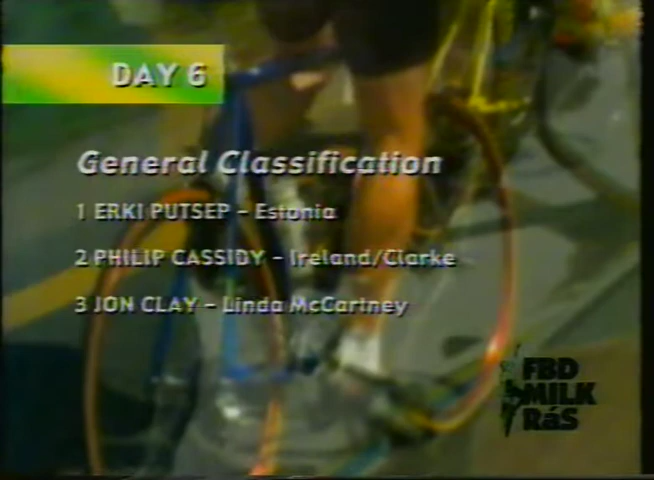 DAY 6
General Classification
1 ERKI PUTSEP - Estonia
2 PHILIP CASSIDY - Ireland/Clarke
3 JON CLAY - Linda McCartney
FBD
MILK
RáS